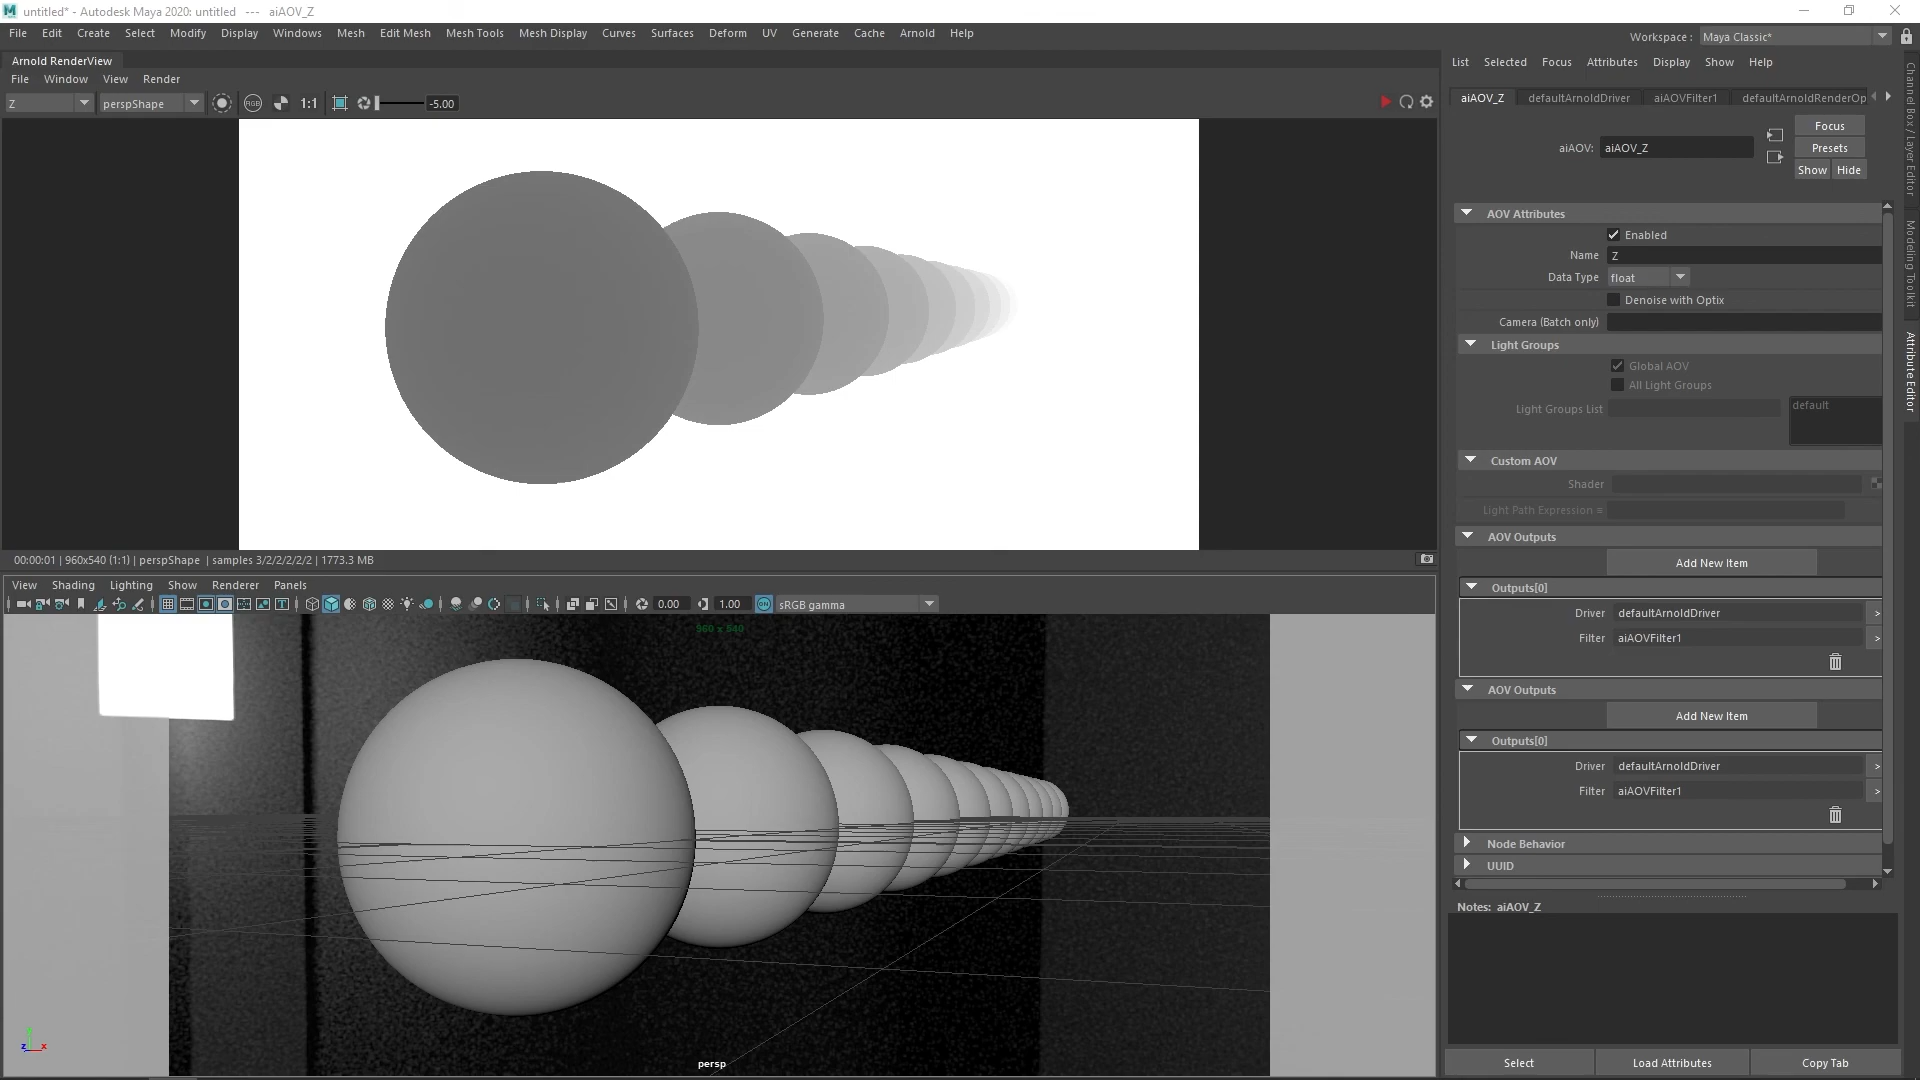 untitled* - Autodesk Maya 2020: untitled --- aiAOV_Z
File Edit Create Select Modify Display Windows Mesh Edit Mesh Mesh Tools Mesh Display Curves Surfaces Deform UV Generate Cache Arnold Help
Workspace : Maya Classic*
Arnold RenderView
File Window View Render
Z perspShape RGB 1:1 -5.00
00:00:01 | 960x540 (1:1) | perspShape | samples 3/2/2/2/2/2 | 1773.3 MB
View Shading Lighting Show Renderer Panels
0.00 1.00 ON sRGB gamma
960 x 540
persp
z x
List Selected Focus Attributes Display Show Help
aiAOV_Z defaultArnoldDriver aiAOVFilter1 defaultArnoldRenderOp
aiAOV: aiAOV_Z
Focus
Presets
Show Hide
AOV Attributes
Enabled
Name Z
Data Type float
Denoise with Optix
Camera (Batch only)
Light Groups
Global AOV
All Light Groups
Light Groups List default
Custom AOV
Shader
Light Path Expression =
AOV Outputs
Add New Item
Outputs[0]
Driver defaultArnoldDriver >
Filter aiAOVFilter1 >
AOV Outputs
Add New Item
Outputs[0]
Driver defaultArnoldDriver >
Filter aiAOVFilter1 >
Node Behavior
UUID
Notes: aiAOV_Z
Select Load Attributes Copy Tab
Channel Box / Layer Editor
Modeling Toolkit
Attribute Editor